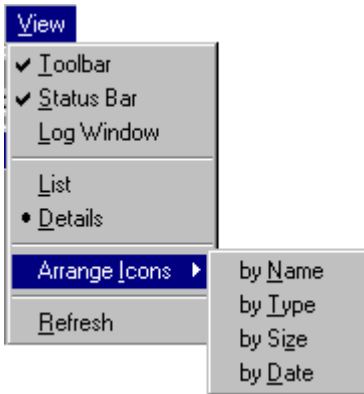 View
Toolbar
Status Bar
Log Window
List
Details
Arrange Icons
by Name
by Type
by Size
by Date
Refresh